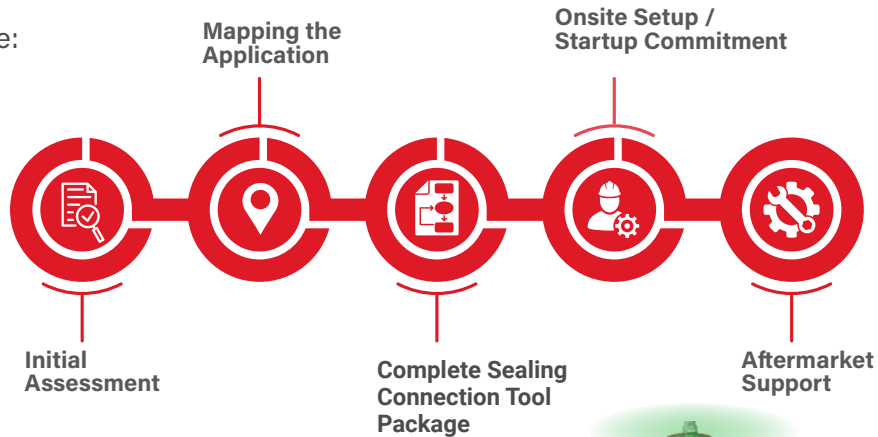 e:
Mapping the
Application
Onsite Setup /
Startup Commitment
Initial
Assessment
Complete Sealing
Connection Tool
Package
Aftermarket
Support